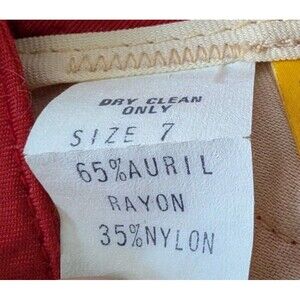 DRY CLEAN
ONLY
SIZE 7
65%AURIL
RAYON
35%NYLON